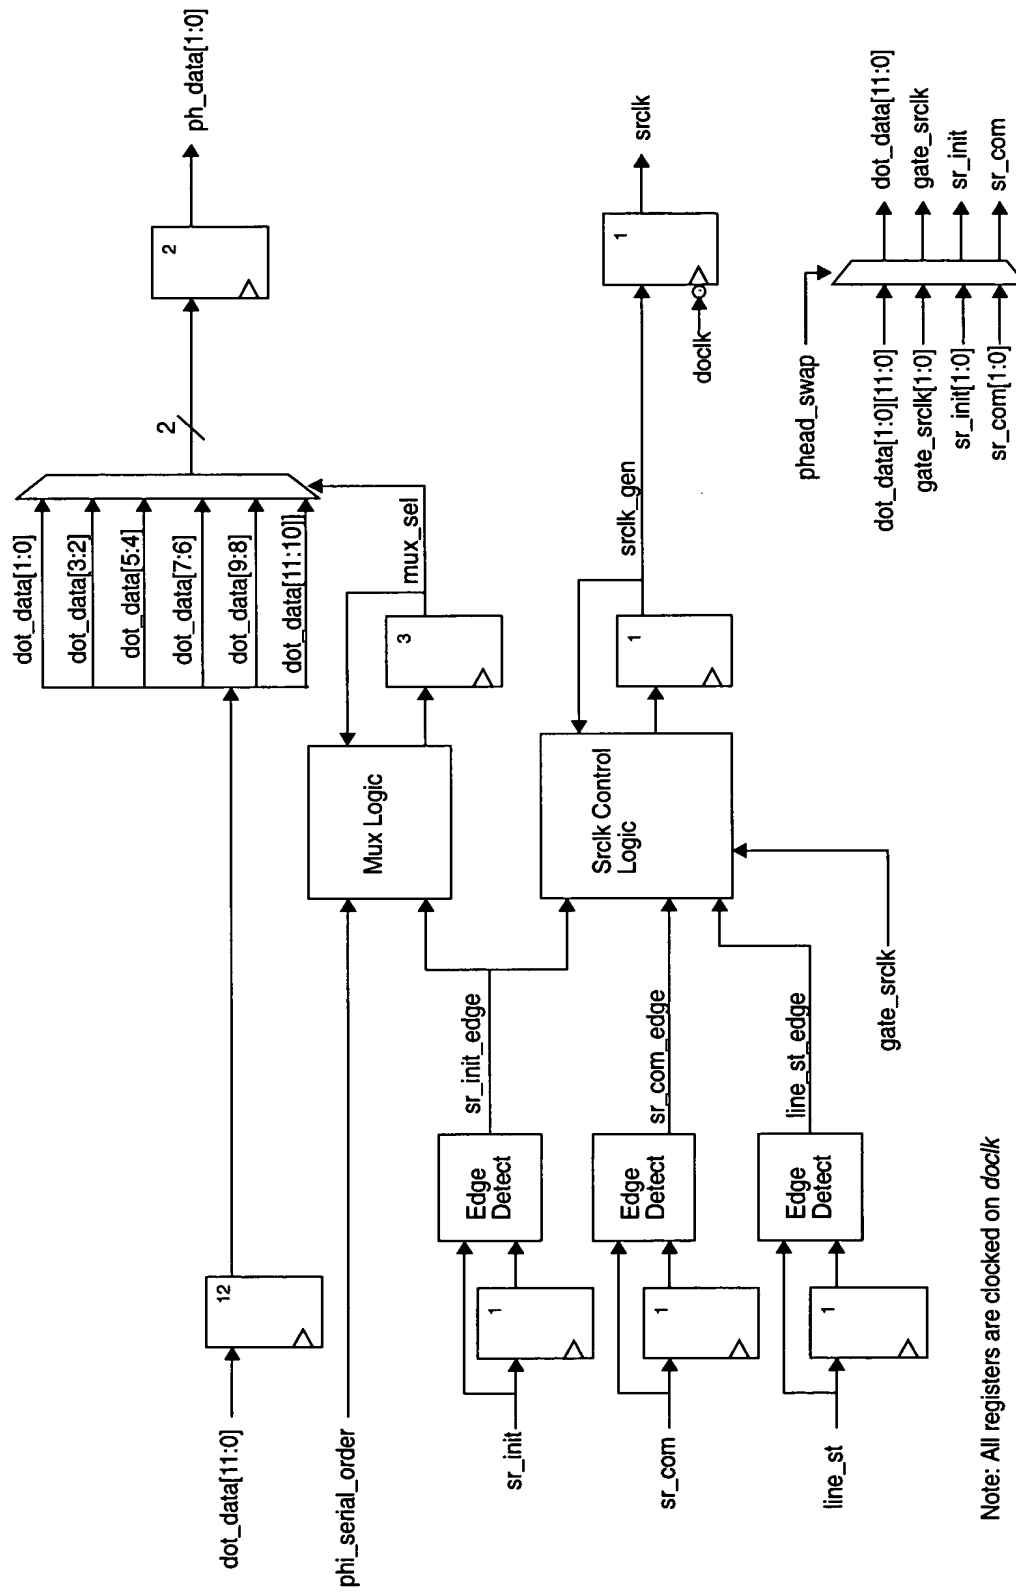 dot_data[11:0]
12
dot_data[1:0]
dot_data[3:2]
dot_data[5:4]
dot_data[7:6]
dot_data[9:8]
dot_data[11:10]]
2
2
ph_data[1:0]
phi_serial_order
Mux Logic
3
mux_sel
sr_init
1
Edge
Detect
sr_init_edge
sr_com
1
Edge
Detect
sr_com_edge
line_st
1
Edge
Detect
line_st_edge
Srclk Control
Logic
gate_srclk
1
srclk_gen
doclk
1
srclk
phead_swap
dot_data[1:0][11:0]
gate_srclk[1:0]
sr_init[1:0]
sr_com[1:0]
dot_data[11:0]
gate_srclk
sr_init
sr_com
Note: All registers are clocked on doclk